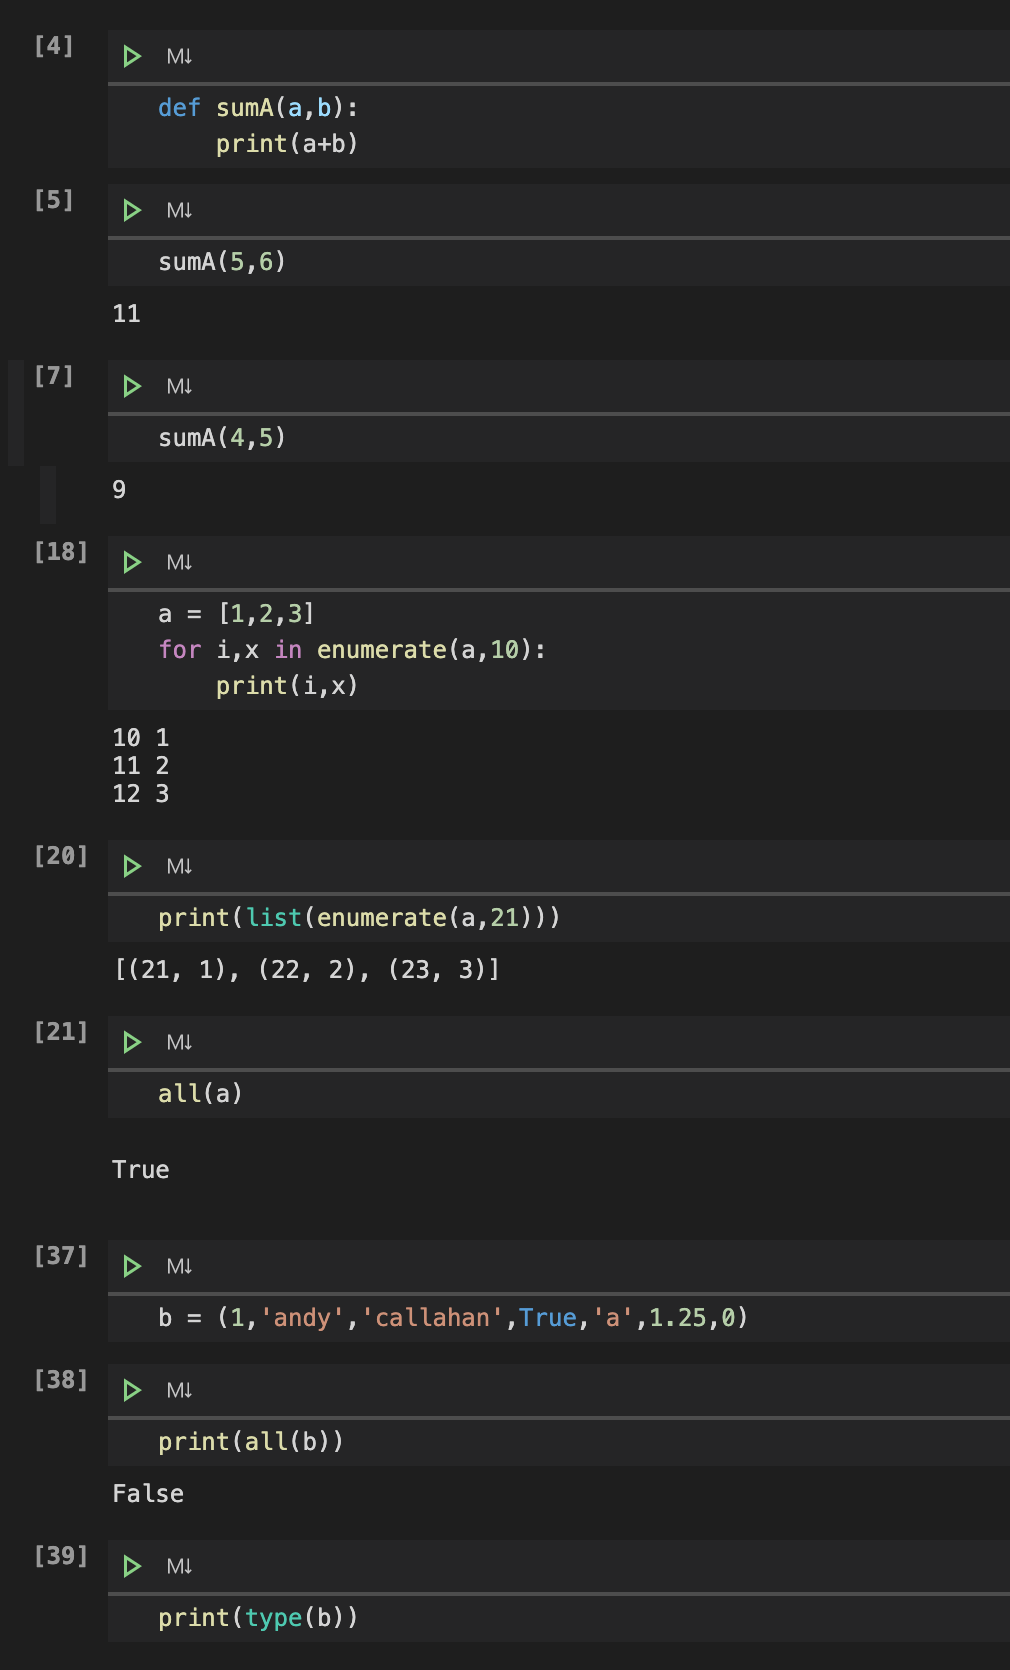 [4]
M↓
def sumA(a,b):
    print(a+b)
[5]
M↓
sumA(5,6)
11
[7]
M↓
sumA(4,5)
9
[18]
M↓
a = [1,2,3]
for i,x in enumerate(a,10):
    print(i,x)
10 1
11 2
12 3
[20]
M↓
print(list(enumerate(a,21)))
[(21, 1), (22, 2), (23, 3)]
[21]
M↓
all(a)
True
[37]
M↓
b = (1,'andy','callahan',True,'a',1.25,0)
[38]
M↓
print(all(b))
False
[39]
M↓
print(type(b))